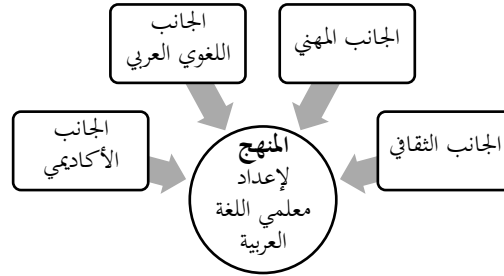 الجانب المهني
الجانب
اللغوي العربي
الجانب الثقافي
الجانب
الأكاديمي
المنهج
لإعداد
معلمي اللغة
العربية